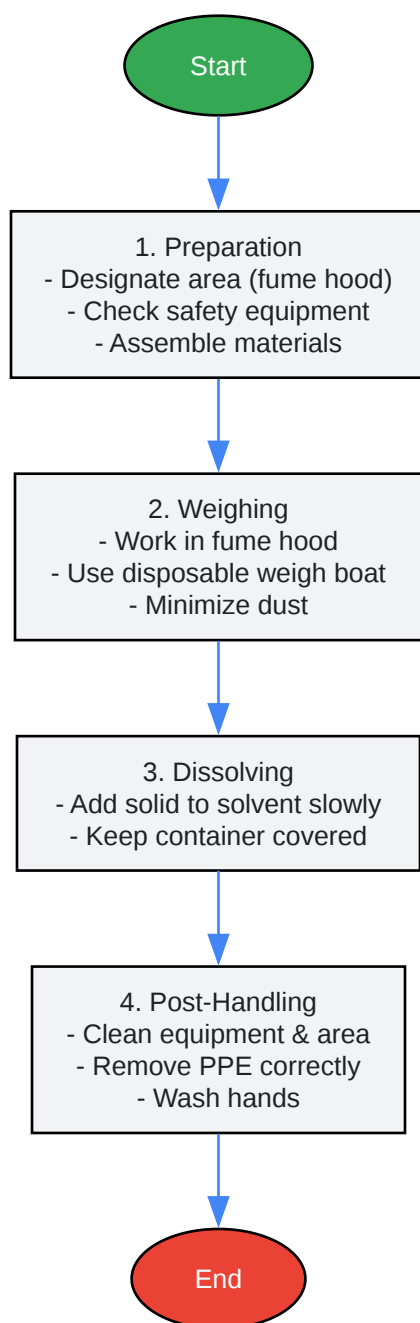 Start
1. Preparation
- Designate area (fume hood)
- Check safety equipment
- Assemble materials
2. Weighing
- Work in fume hood
- Use disposable weigh boat
- Minimize dust
3. Dissolving
- Add solid to solvent slowly
- Keep container covered
4. Post-Handling
- Clean equipment & area
- Remove PPE correctly
- Wash hands
End